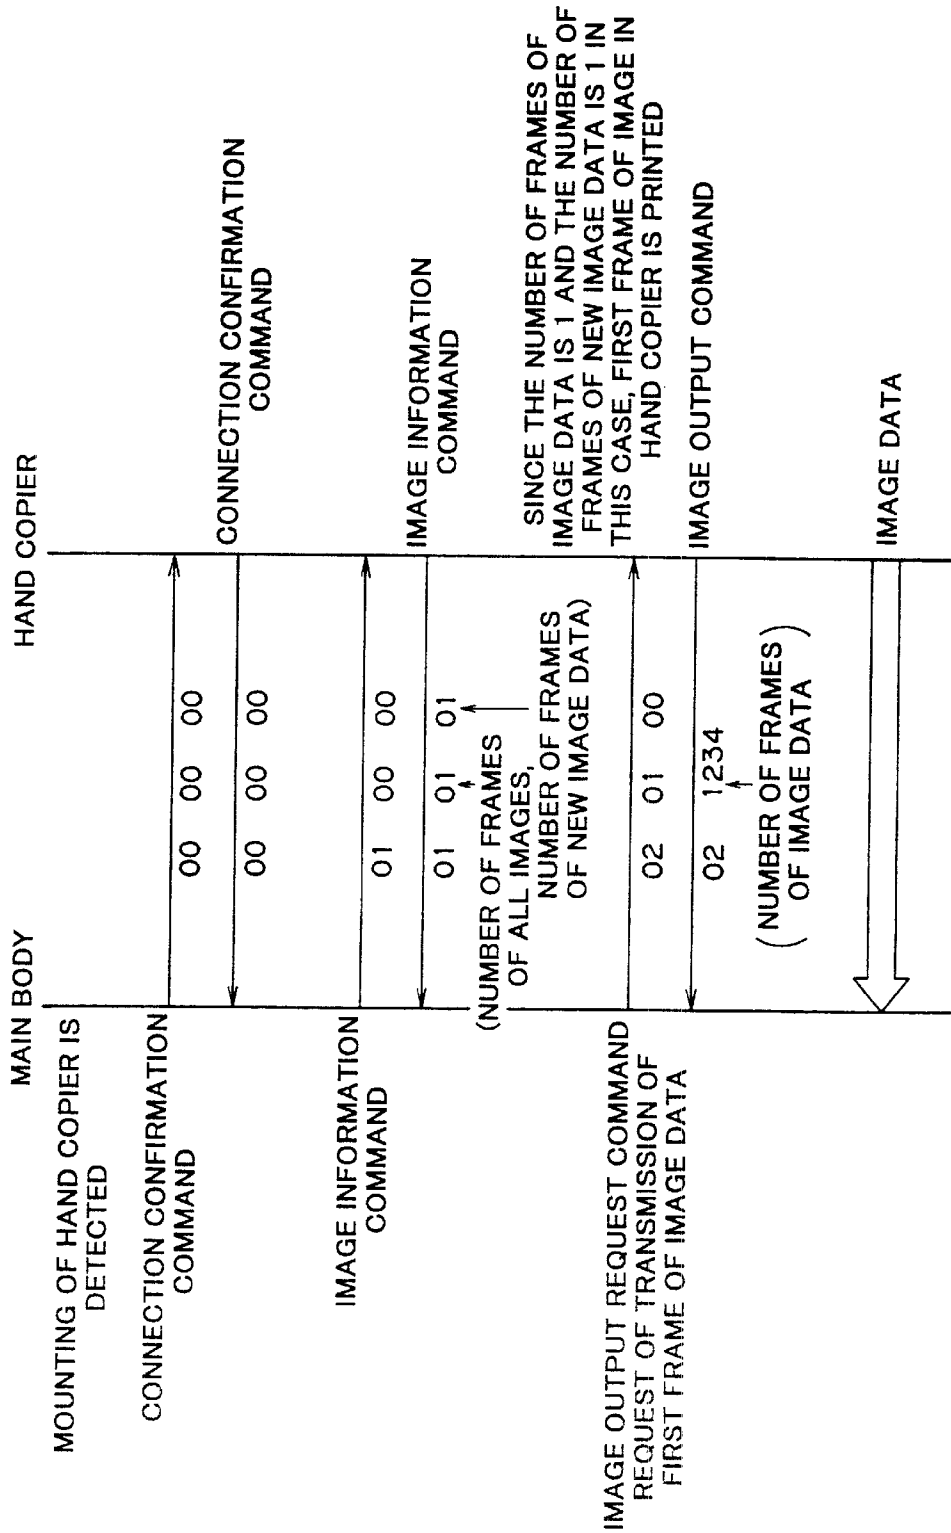 MAIN BODY
HAND COPIER
MOUNTING OF HAND COPIER IS
DETECTED
CONNECTION CONFIRMATION
COMMAND
00 00 00
00 00 00
CONNECTION CONFIRMATION
COMMAND
IMAGE INFORMATION
COMMAND
01 00 00
01 01 01
IMAGE INFORMATION
COMMAND
(NUMBER OF FRAMES
OF ALL IMAGES,
NUMBER OF FRAMES
OF NEW IMAGE DATA)
SINCE THE NUMBER OF FRAMES OF
IMAGE DATA IS 1 AND THE NUMBER OF
FRAMES OF NEW IMAGE DATA IS 1 IN
THIS CASE, FIRST FRAME OF IMAGE IN
HAND COPIER IS PRINTED
IMAGE OUTPUT REQUEST COMMAND
REQUEST OF TRANSMISSION OF
FIRST FRAME OF IMAGE DATA
02 01 00
02 1234
IMAGE OUTPUT COMMAND
(NUMBER OF FRAMES
OF IMAGE DATA)
IMAGE DATA